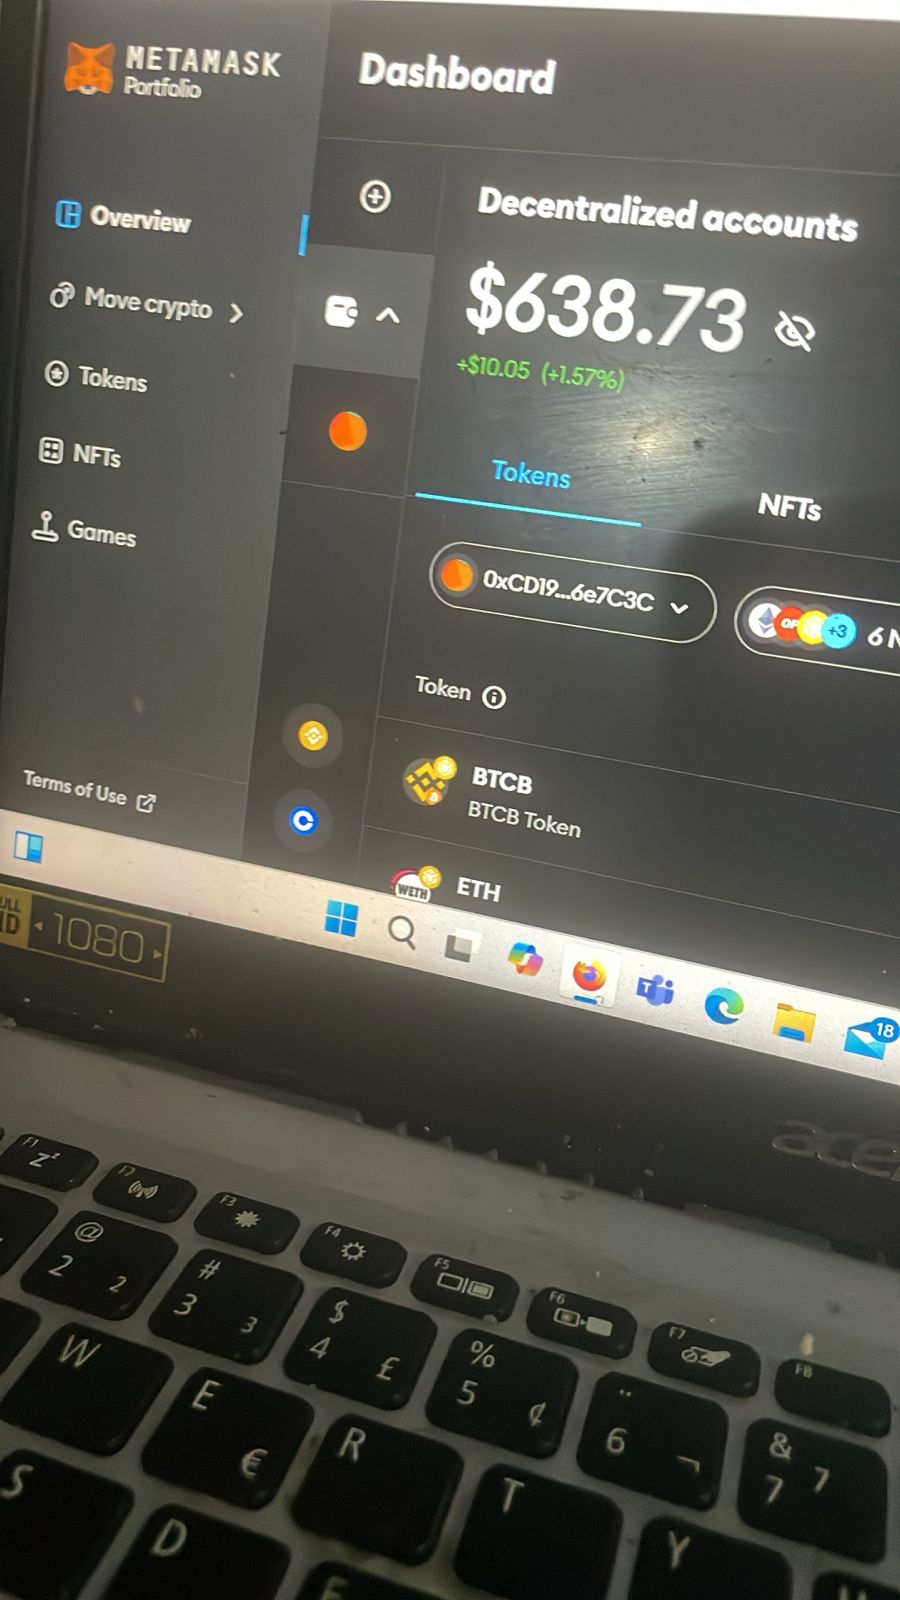 METAMASK
Portfolio
Dashboard
Overview
Move crypto
Tokens
NFTs
Games
Terms of Use
Decentralized accounts
$638.73
+$10.05 (+1.57%)
Tokens
NFTs
0xCD19...6e7C3C
OP
+3
6 N
Token
BTCB
BTCB Token
WETH
ETH
18
1080
acer
F1
Zz
F2
F3
F4
F5
F6
F7
F8
@
2 2
#
3 3
$
4 £
%
5 ¢
¨
6 ¬
&
7 7
W
E €
R
T
Y
S
D